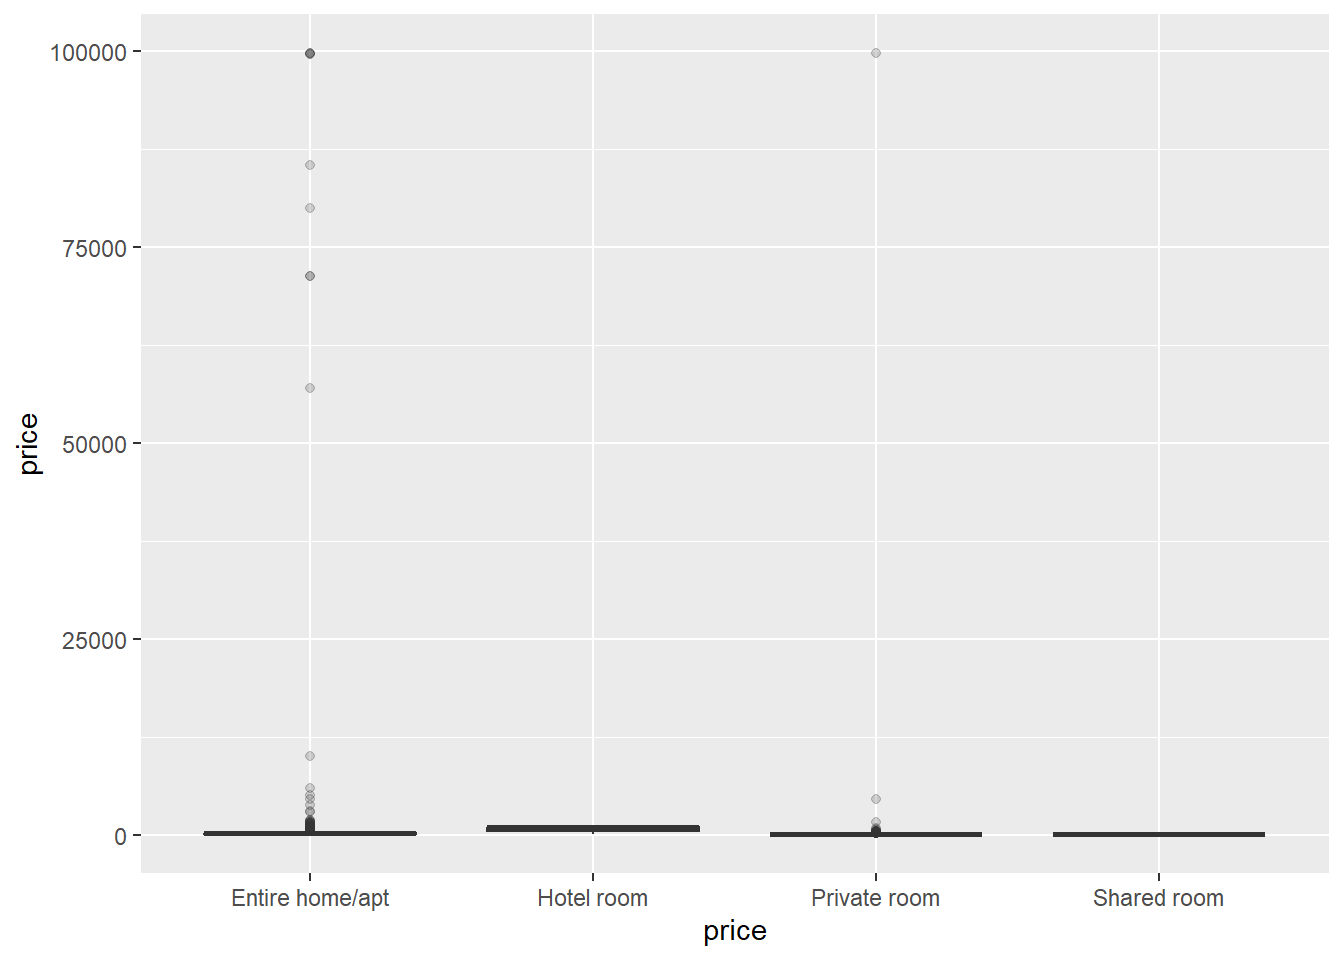 100000
75000
50000
25000
0
price
Entire home/apt
Hotel room
Private room
Shared room
price